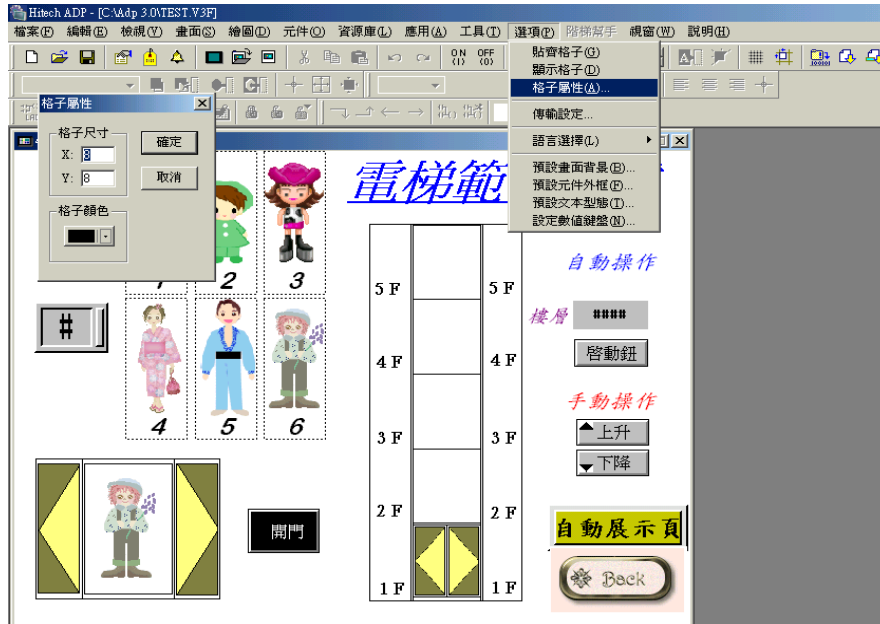 Hitech ADP - [C:\Adp 3.0\TEST.V3F]
檔案(F) 編輯(E) 檢視(V) 畫面(S) 繪圖(D) 元件(O) 資源庫(L) 應用(A) 工具(T) 選項(P) 階梯幫手 視窗(W) 說明(H)
ON (1) OFF (0)
貼齊格子(G)
顯示格子(D)
格子屬性(A)...
傳輸設定...
語言選擇(L)
預設畫面背景(B)...
預設元件外框(F)...
預設文本型態(T)...
設定數值鍵盤(N)...
格子屬性
格子尺寸
X: 8
Y: 8
確定
取消
格子顏色
電梯範
1 2 3
#
4 5 6
5 F 5 F
4 F 4 F
3 F 3 F
2 F 2 F
1 F 1 F
自動操作
樓層 ####
啓動鈕
手動操作
上升
下降
開門
自動展示頁
Back